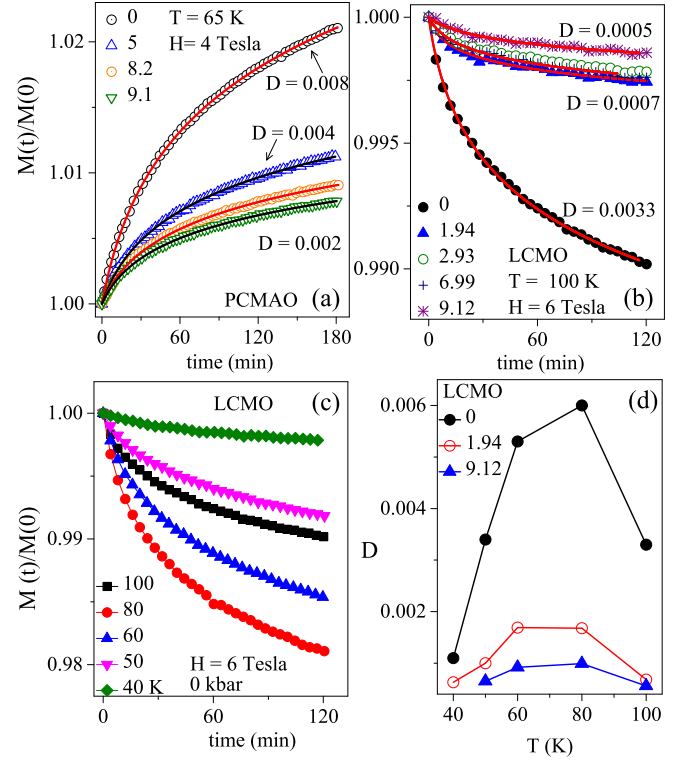 0 T = 65 K
5 H= 4 Tesla
8.2
9.1
D = 0.008
D = 0.004
D = 0.002
(a)
PCMAO
1.02
1.01
1.00
M(t)/M(0)
0 60 120 180
time (min)
D = 0.0005
D = 0.0007
D = 0.0033
0
1.94
2.93 LCMO
6.99 T = 100 K
9.12 H = 6 Tesla
(b)
1.000
0.995
0.990
0 60 120
time (min)
(c)
LCMO
1.00
0.99
0.98
M (t)/M(0)
100
80
60
50
40 K
H = 6 Tesla
0 kbar
0 60 120
time (min)
LCMO
0
1.94
9.12
(d)
0.006
0.004
0.002
D
40 60 80 100
T (K)